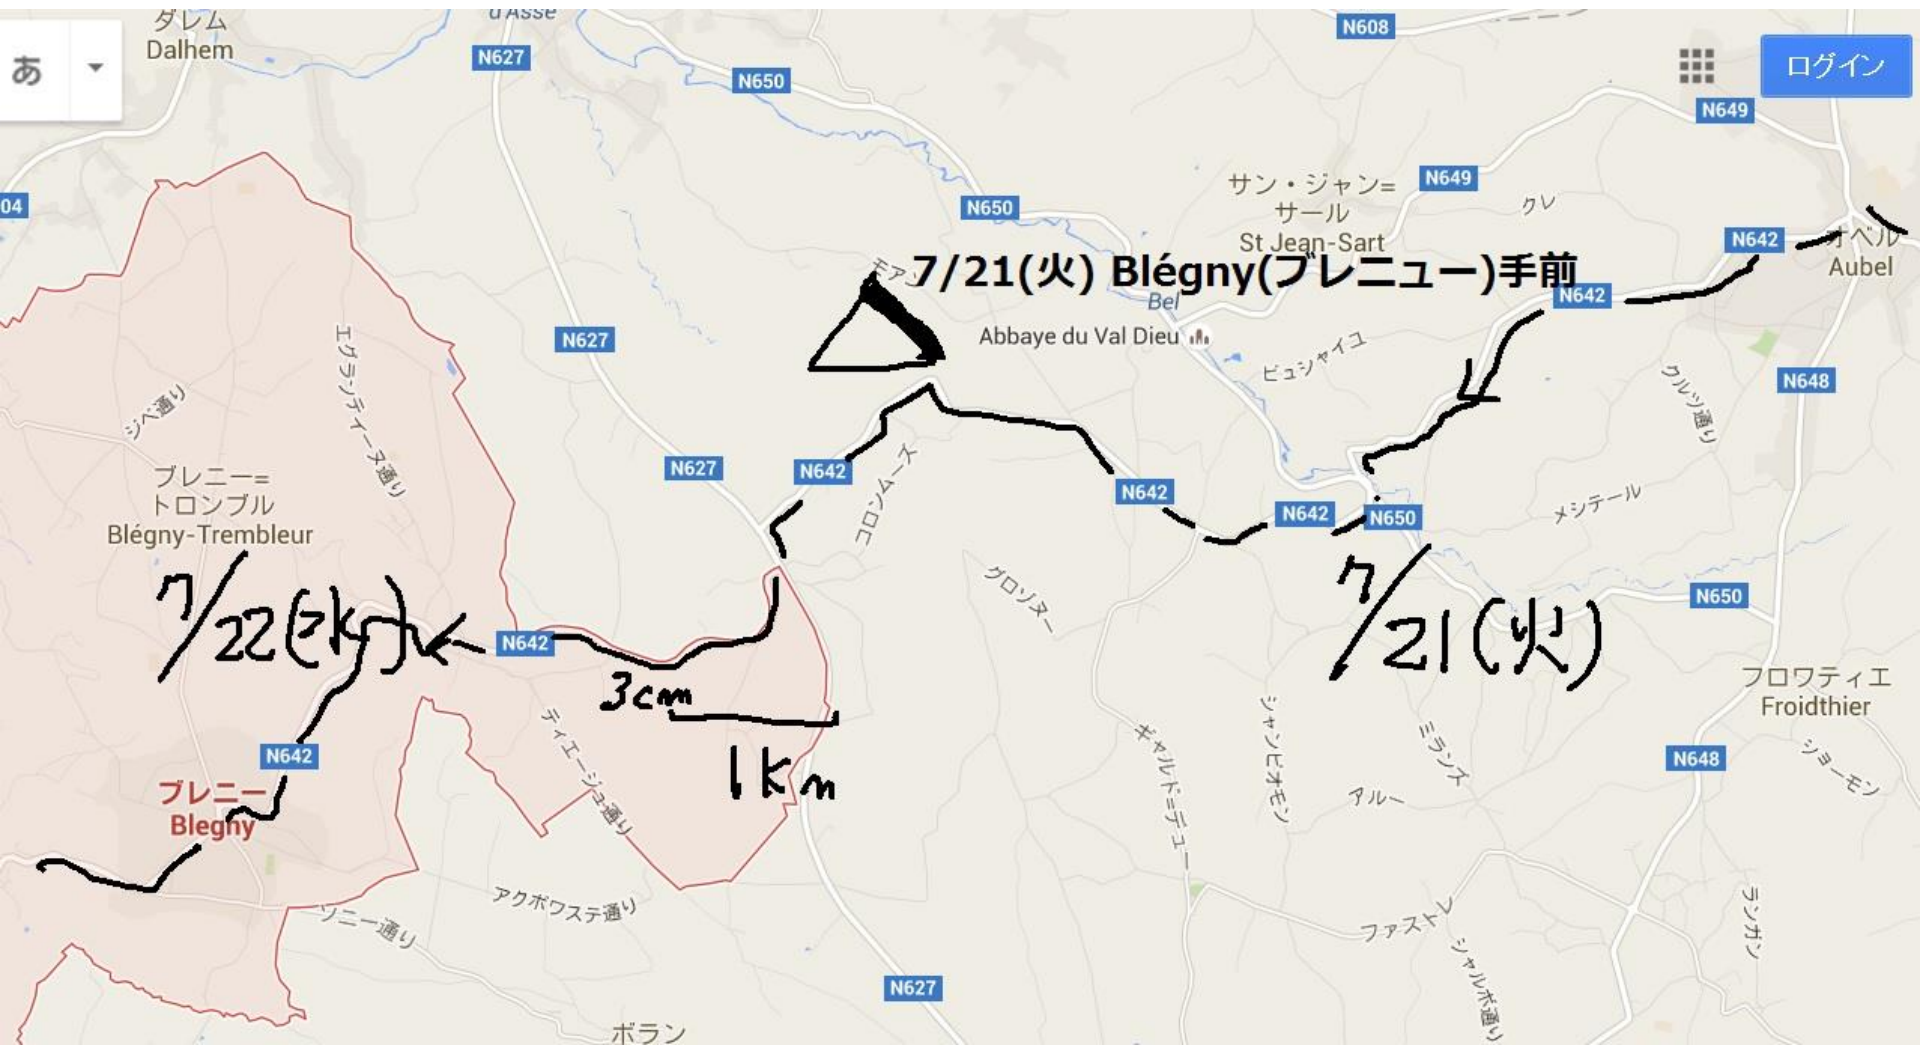 ダレム
Dalhem
d'Asse
あ
N627
N650
N608
ログイン
N649
04
N650
サン・ジャン=
サール
St Jean-Sart
N649
クレ
N642
オベル
Aubel
7/21(火) Blégny(ブレニュー)手前
Bel
N642
N627
Abbaye du Val Dieu
ビュシャイユ
エグランティーヌ通り
ジベ通り
クルツ通り
N648
ブレニー=
トロンブル
Blégny-Trembleur
N627
N642
コロンムーズ
N642
N642
N650
メシテール
グロソヌー
7/22(水)
N642
7/21(火)
N650
3cm
1km
フロワティエ
Froidthier
ティエージュ通り
シャンピオモン
ミランズ
ギャルド=デュー
N642
ブレニー
Blegny
アルー
N648
ショーモン
アクボワステ通り
ソニー通り
ファストレ
ランガン
シャルボ通り
N627
ボラン